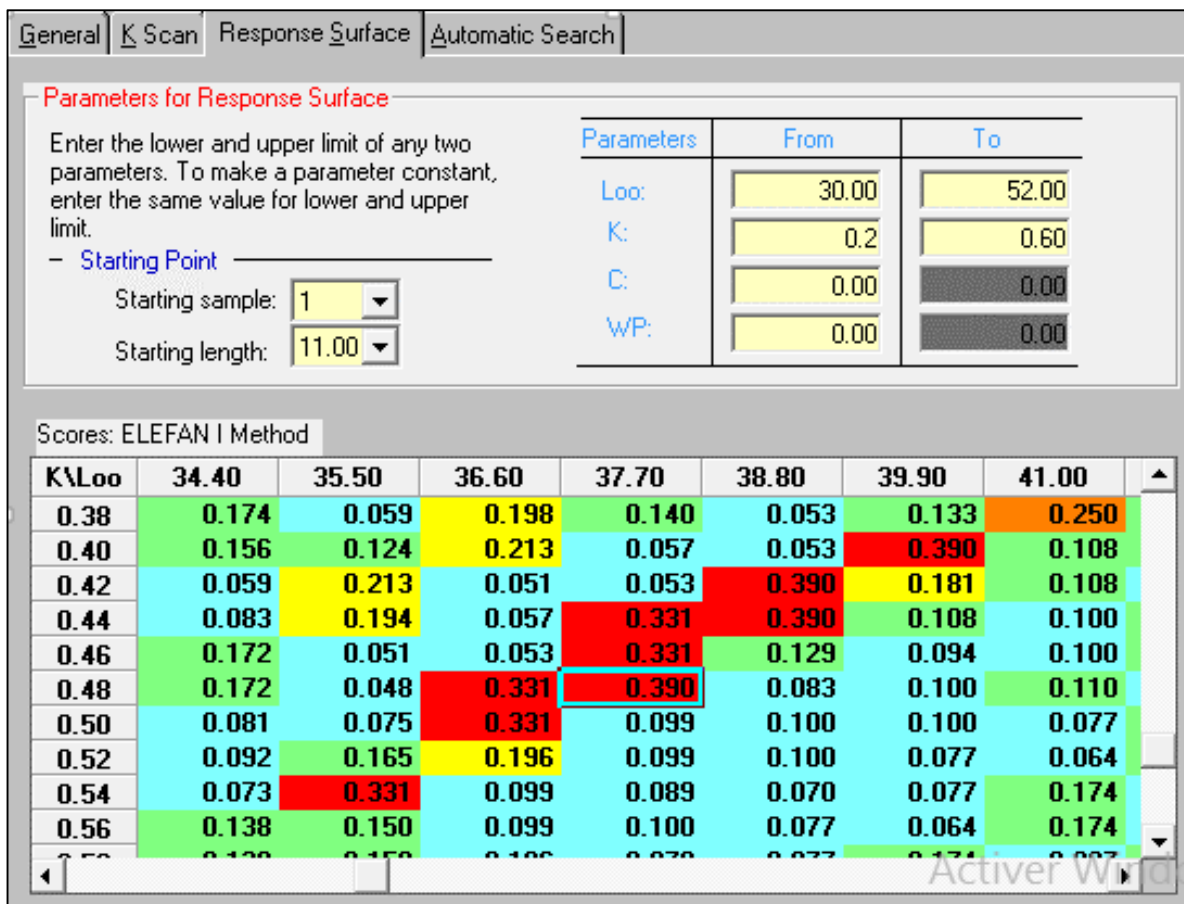 General K Scan Response Surface Automatic Search
Parameters for Response Surface
Enter the lower and upper limit of any two
parameters. To make a parameter constant,
enter the same value for lower and upper
limit.
Starting Point
Starting sample: 1
Starting length: 11.00
Parameters From To
Loo: 30.00 52.00
K: 0.2 0.60
C: 0.00 0.00
WP: 0.00 0.00
Scores: ELEFAN I Method
K\Loo 34.40 35.50 36.60 37.70 38.80 39.90 41.00
0.38 0.174 0.059 0.198 0.140 0.053 0.133 0.250
0.40 0.156 0.124 0.213 0.057 0.053 0.390 0.108
0.42 0.059 0.213 0.051 0.053 0.390 0.181 0.108
0.44 0.083 0.194 0.057 0.331 0.390 0.108 0.100
0.46 0.172 0.051 0.053 0.331 0.129 0.094 0.100
0.48 0.172 0.048 0.331 0.390 0.083 0.100 0.110
0.50 0.081 0.075 0.331 0.099 0.100 0.100 0.077
0.52 0.092 0.165 0.196 0.099 0.100 0.077 0.064
0.54 0.073 0.331 0.099 0.089 0.070 0.077 0.174
0.56 0.138 0.150 0.099 0.100 0.077 0.064 0.174
Activer